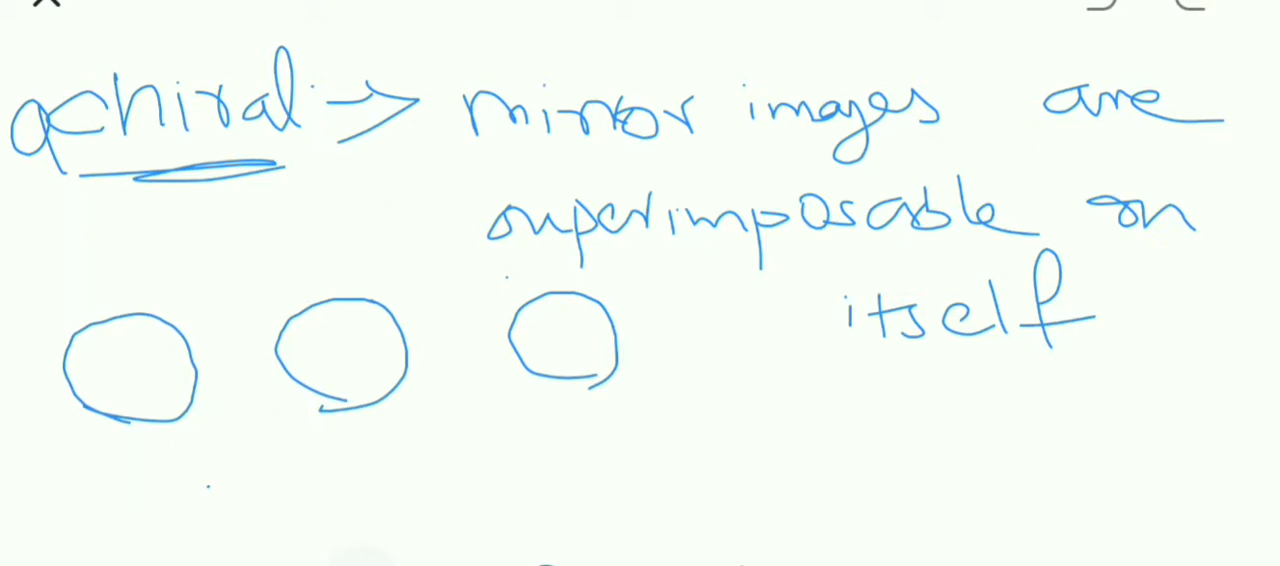 achiral → mirror images are
superimposable on
itself